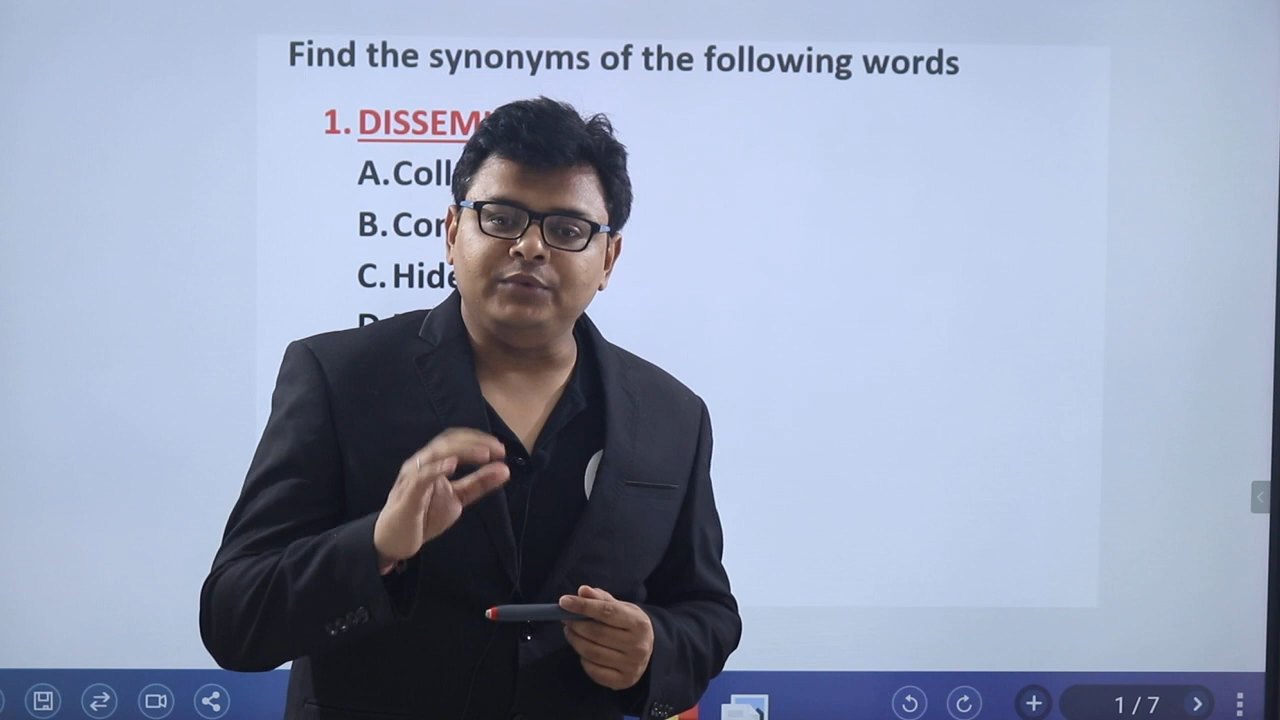 Find the synonyms of the following words
1. DISSEM
A. Coll
B. Cor
C. Hide
1/7